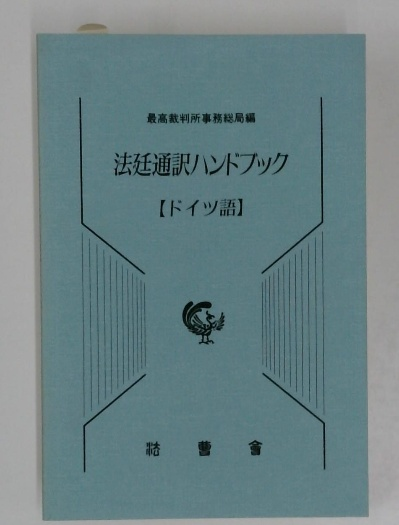 最高裁判所事務総局編
法廷通訳ハンドブック
【ドイツ語】
法曹會